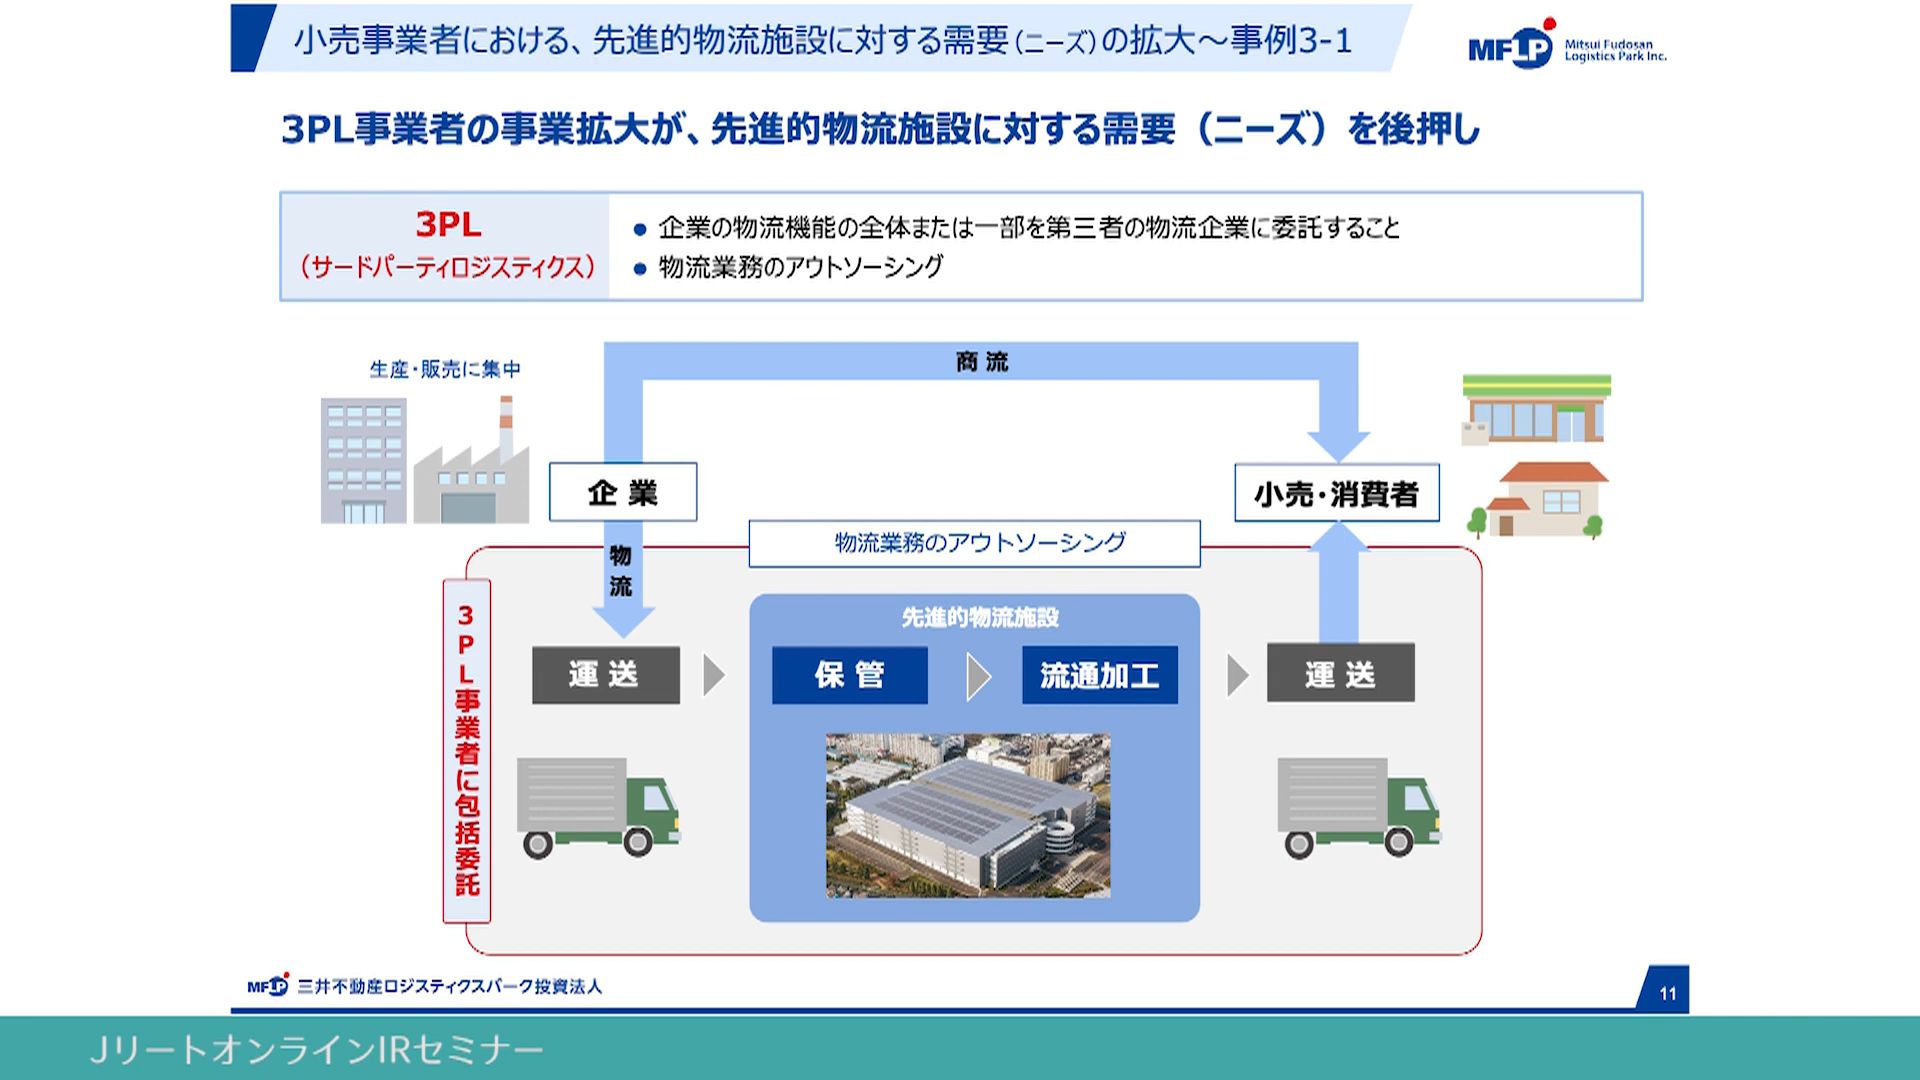 小売事業者における、先進的物流施設に対する需要（ニーズ）の拡大～事例3-1
MFLP
Mitsui Fudosan
Logistics Park Inc.
3PL事業者の事業拡大が、先進的物流施設に対する需要（ニーズ）を後押し
3PL
（サードパーティロジスティクス）
● 企業の物流機能の全体または一部を第三者の物流企業に委託すること
● 物流業務のアウトソーシング
生産・販売に集中
商流
企業
小売・消費者
物流
物流業務のアウトソーシング
3PL事業者に包括委託
先進的物流施設
運送
保管
流通加工
運送
MFLP 三井不動産ロジスティクスパーク投資法人
11
JリートオンラインIRセミナー